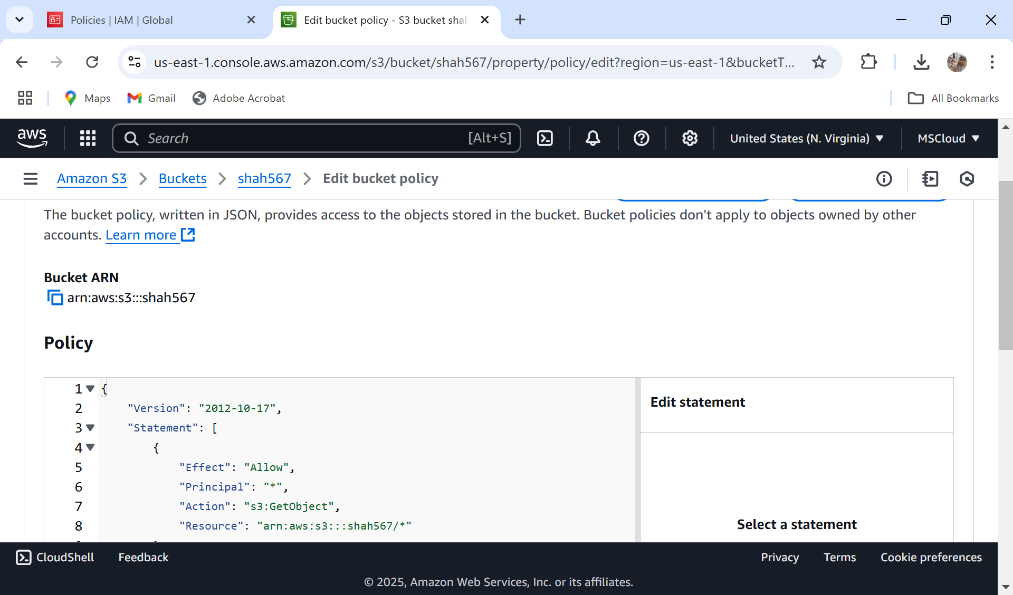 Policies | IAM | Global
Edit bucket policy - S3 bucket shah
us-east-1.console.aws.amazon.com/s3/bucket/shah567/property/policy/edit?region=us-east-1&bucketT...
Maps
Gmail
Adobe Acrobat
All Bookmarks
aws
Search
[Alt+S]
United States (N. Virginia)
MSCloud
Amazon S3 > Buckets > shah567 > Edit bucket policy
The bucket policy, written in JSON, provides access to the objects stored in the bucket. Bucket policies don't apply to objects owned by other
accounts. Learn more
Bucket ARN
arn:aws:s3:::shah567
Policy
1 {
2 "Version": "2012-10-17",
3 "Statement": [
4 {
5 "Effect": "Allow",
6 "Principal": "*",
7 "Action": "s3:GetObject",
8 "Resource": "arn:aws:s3:::shah567/*"
Edit statement
Select a statement
CloudShell
Feedback
Privacy
Terms
Cookie preferences
© 2025, Amazon Web Services, Inc. or its affiliates.